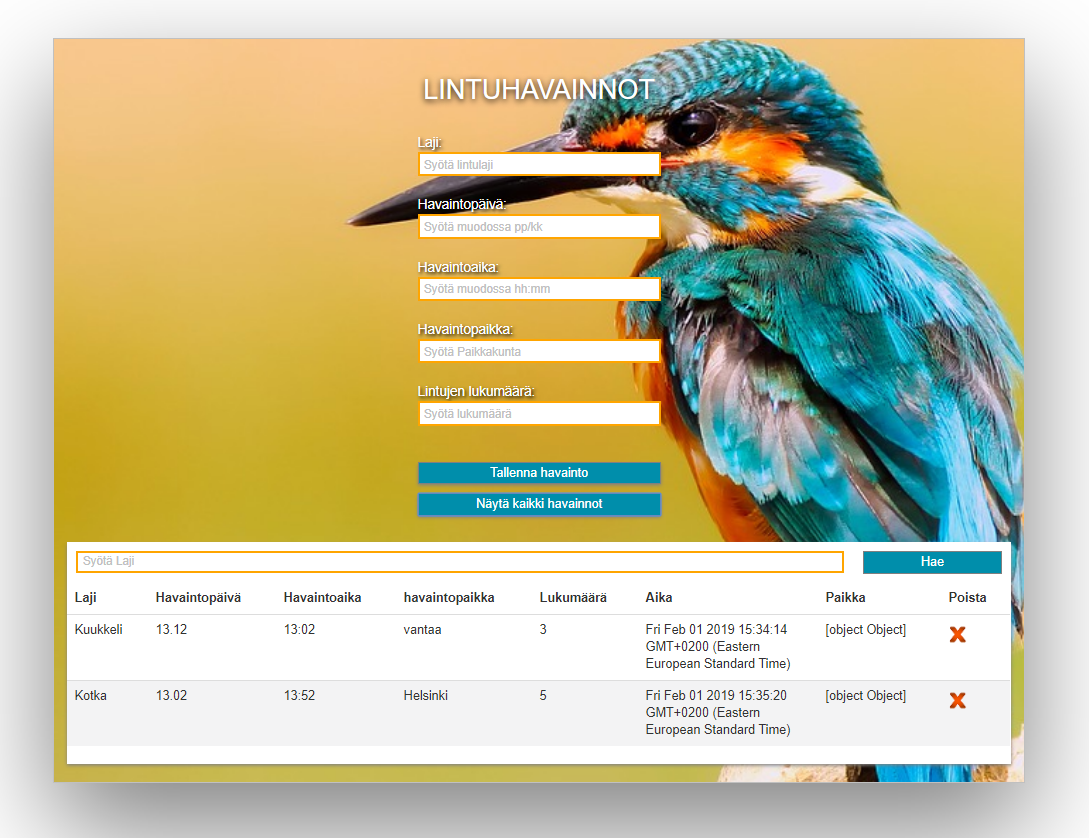 LINTUHAVAINNOT
Laji:
Syötä lintulaji
Havaintopäivä:
Syötä muodossa pp/kk
Havaintoaika:
Syötä muodossa hh:mm
Havaintopaikka:
Syötä Paikkakunta
Lintujen lukumäärä:
Syötä lukumäärä
Tallenna havainto
Näytä kaikki havainnot
Syötä Laji Hae
Laji Havaintopäivä Havaintoaika havaintopaikka Lukumäärä Aika Paikka Poista
Kuukkeli 13.12 13:02 vantaa 3 Fri Feb 01 2019 15:34:14 [object Object]
GMT+0200 (Eastern
European Standard Time)
Kotka 13.02 13:52 Helsinki 5 Fri Feb 01 2019 15:35:20 [object Object]
GMT+0200 (Eastern
European Standard Time)